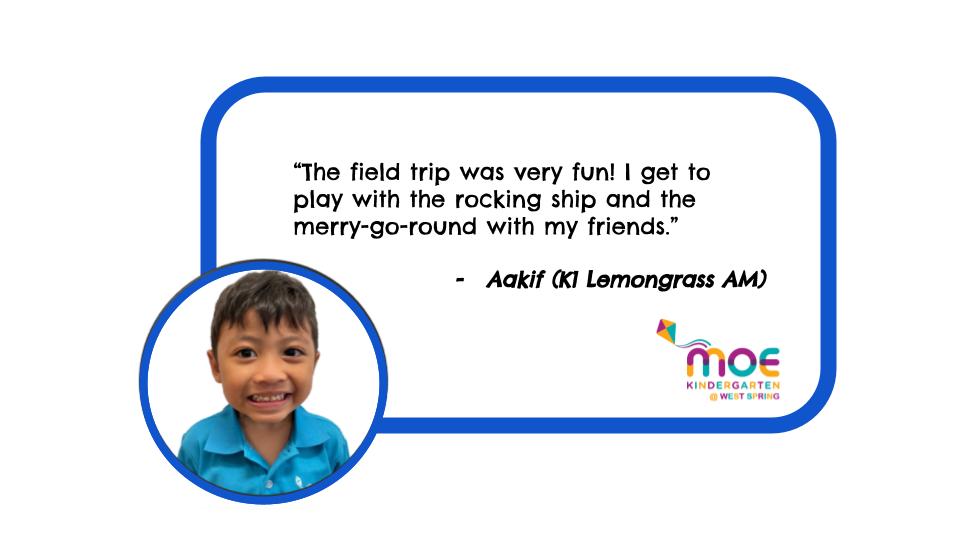 “The field trip was very fun! I get to
play with the rocking ship and the
merry-go-round with my friends.”
- Aakif (K1 Lemongrass AM)
moe
KINDERGARTEN
@ WEST SPRING